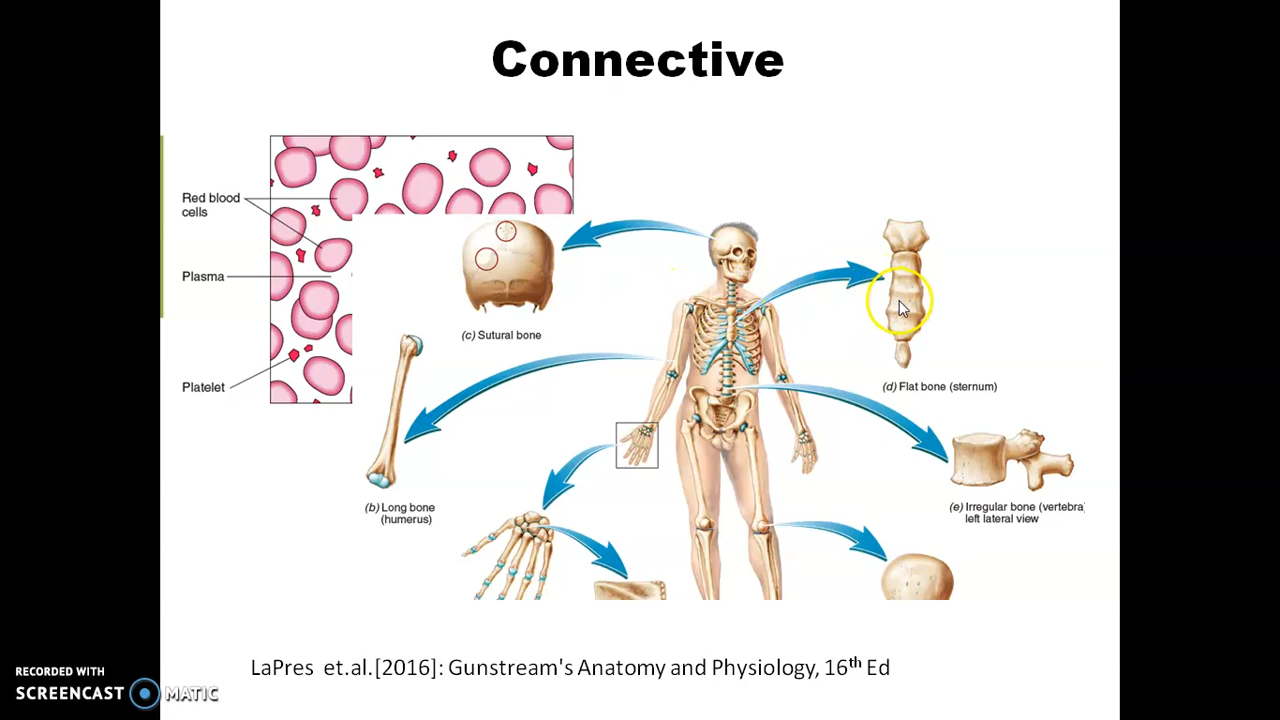 Connective
Red blood
cells
Plasma
Platelet
(c) Sutural bone
(d) Flat bone (sternum)
(b) Long bone
(humerus)
(e) Irregular bone (vertebra)
left lateral view
LaPres et.al.[2016]: Gunstream's Anatomy and Physiology, 16th Ed
RECORDED WITH
SCREENCAST MATIC